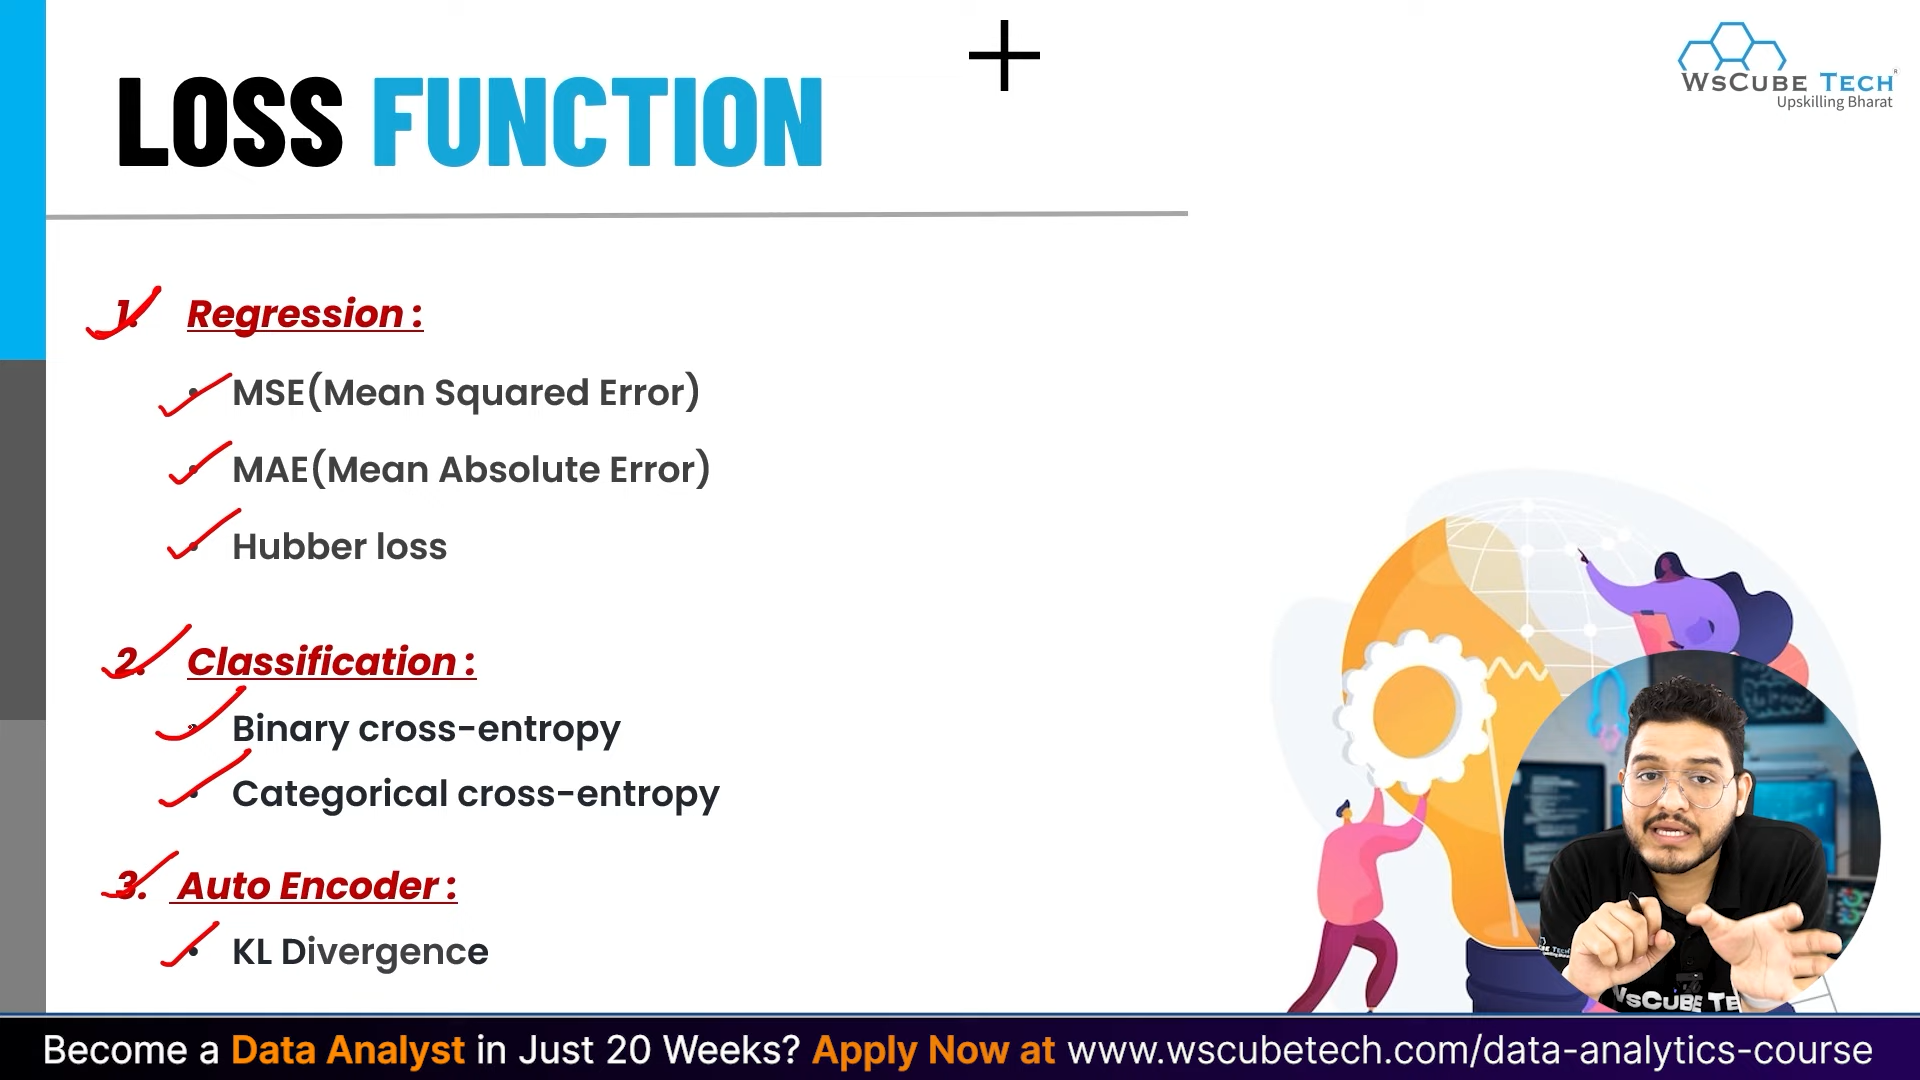 LOSS FUNCTION
WsCube Tech
Upskilling Bharat
1. Regression :
• MSE(Mean Squared Error)
• MAE(Mean Absolute Error)
• Hubber loss
2. Classification :
• Binary cross-entropy
• Categorical cross-entropy
3. Auto Encoder :
• KL Divergence
WsCube Te
Become a Data Analyst in Just 20 Weeks? Apply Now at www.wscubetech.com/data-analytics-course